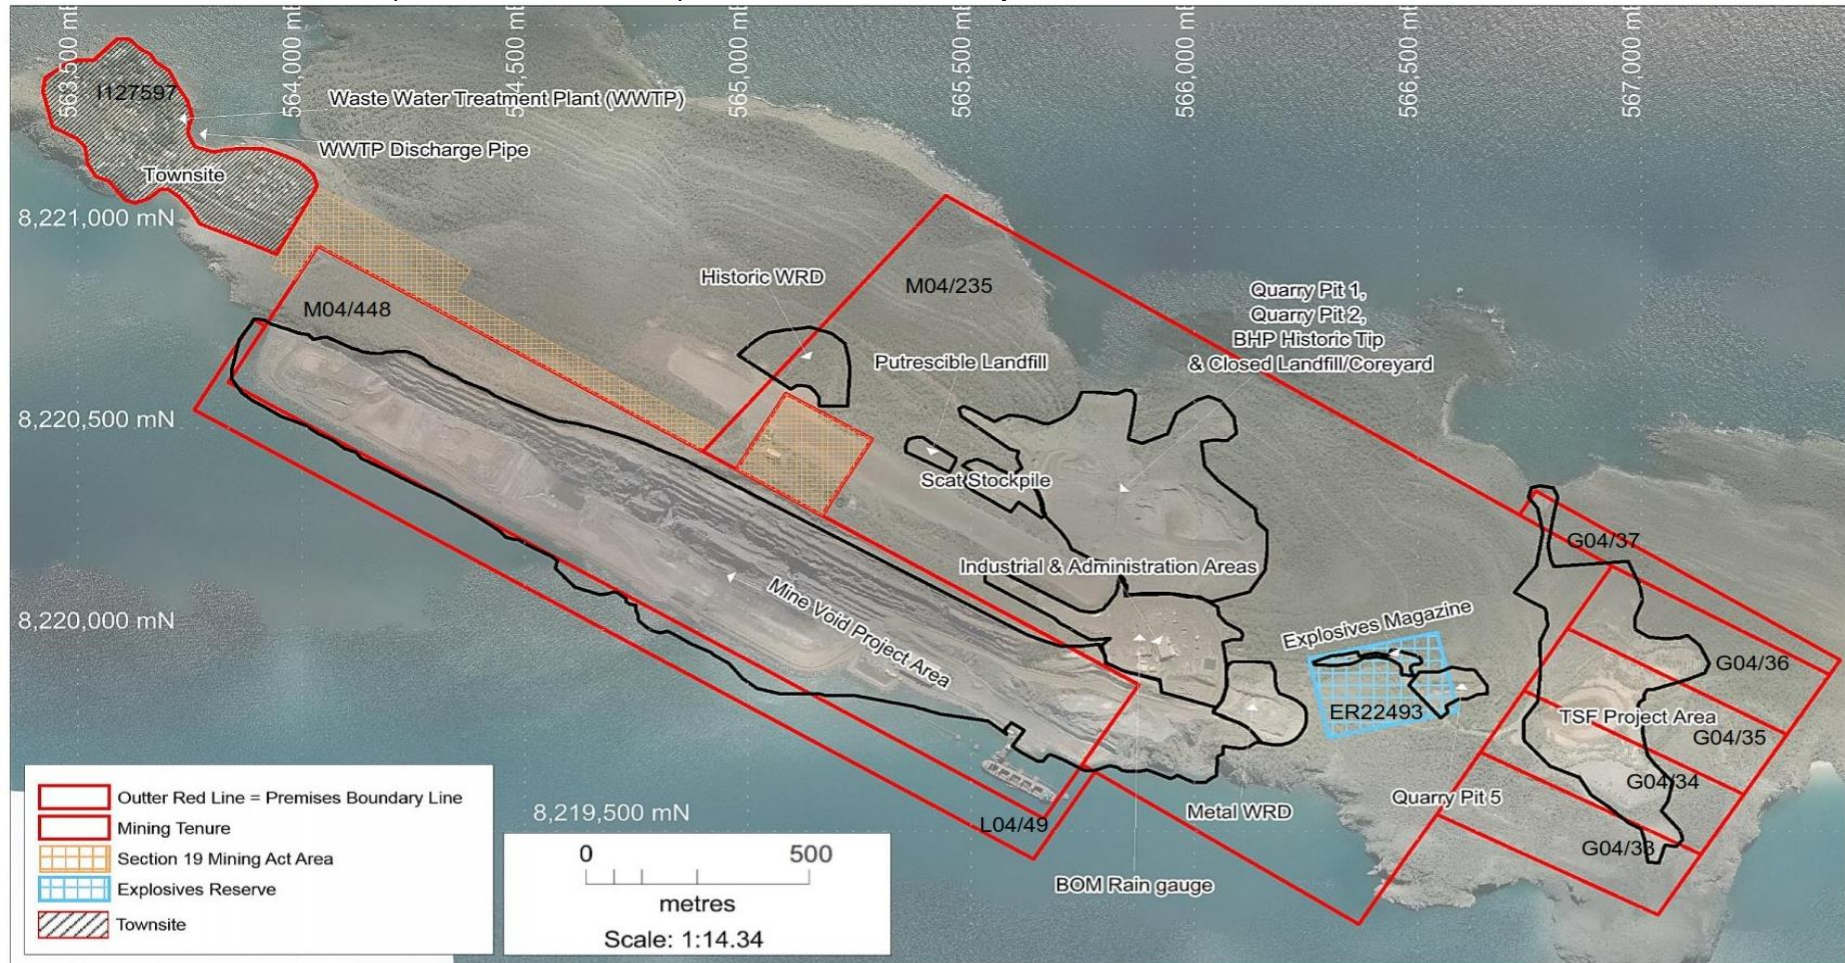 563,500 mE
564,000 mE
564,500 mE
565,000 mE
565,500 mE
566,000 mE
566,500 mE
567,000 mE
I127597
Waste Water Treatment Plant (WWTP)
WWTP Discharge Pipe
Townsite
8,221,000 mN
Historic WRD
M04/235
Quarry Pit 1,
Quarry Pit 2,
BHP Historic Tip
& Closed Landfill/Coreyard
M04/448
Putrescible Landfill
8,220,500 mN
Scat Stockpile
G04/37
Industrial & Administration Areas
Mine Void Project Area
8,220,000 mN
Explosives Magazine
G04/36
ER22493
TSF Project Area
G04/35
G04/34
Quarry Pit 5
Metal WRD
8,219,500 mN
L04/49
G04/33
BOM Rain gauge
Outter Red Line = Premises Boundary Line
Mining Tenure
Section 19 Mining Act Area
Explosives Reserve
Townsite
0 500
metres
Scale: 1:14.34